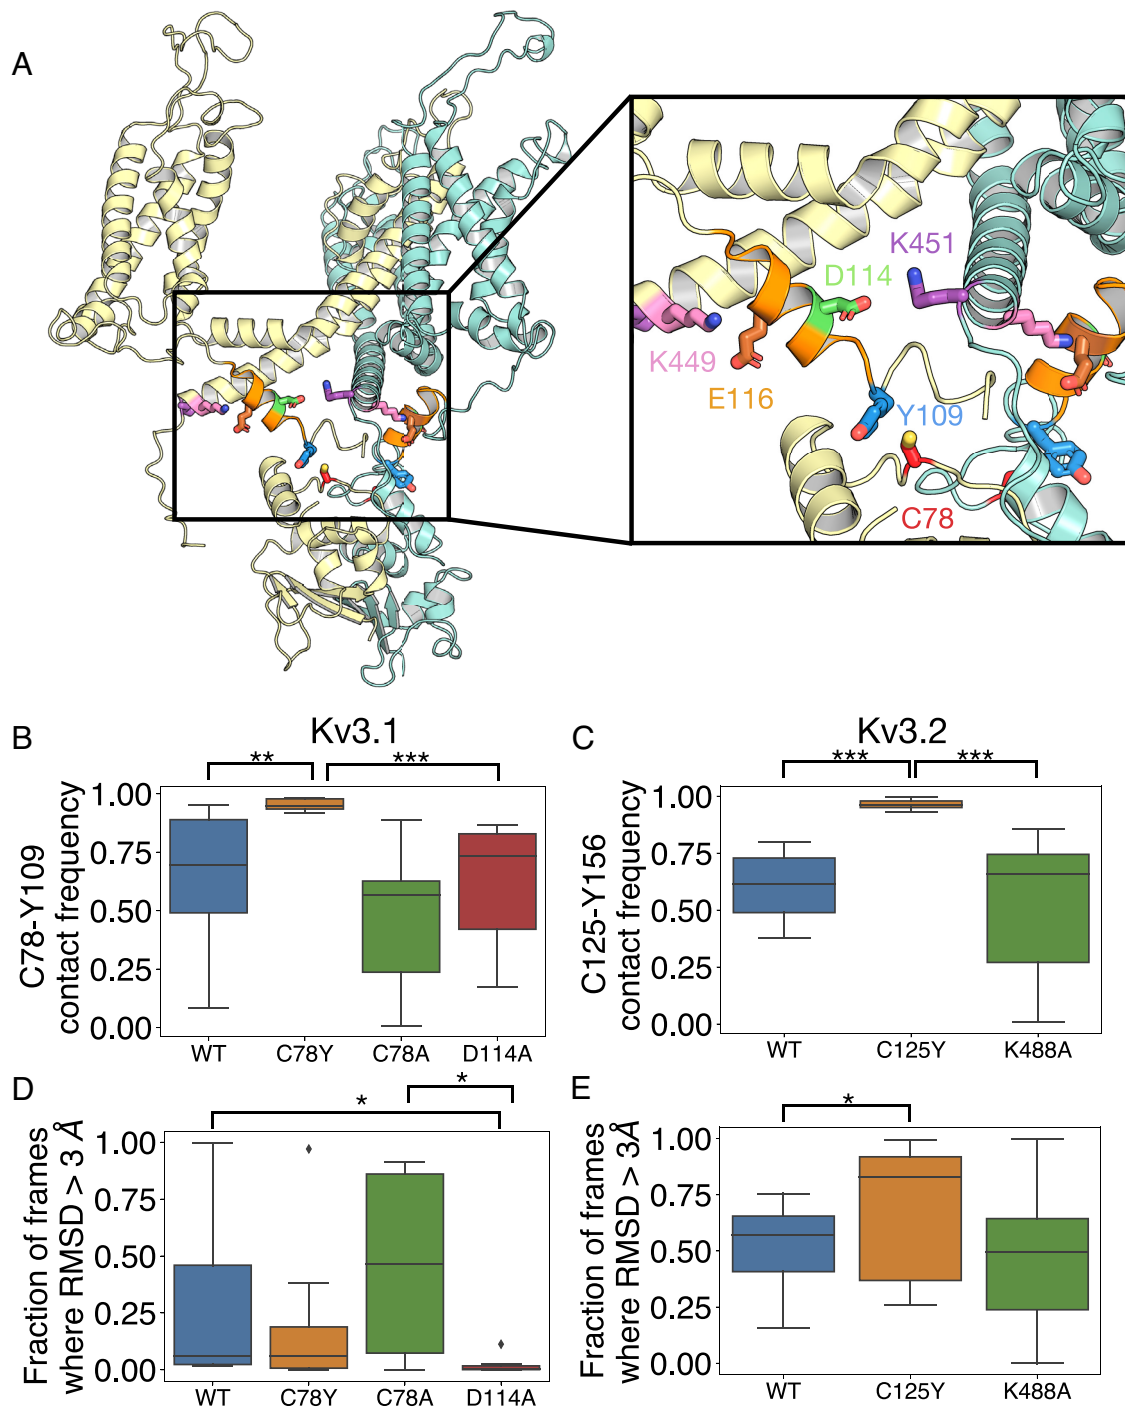 A
K451
D114
K449
E116
Y109
C78
B
Kv3.1
C
Kv3.2
**
***
***
***
C78-Y109
contact frequency
1.00
0.75
0.50
0.25
0.00
WT
C78Y
C78A
D114A
C125-Y156
contact frequency
1.00
0.75
0.50
0.25
0.00
WT
C125Y
K488A
D
*
*
Fraction of frames
where RMSD > 3 Å
1.00
0.75
0.50
0.25
0.00
WT
C78Y
C78A
D114A
E
*
Fraction of frames
where RMSD > 3Å
1.00
0.75
0.50
0.25
0.00
WT
C125Y
K488A